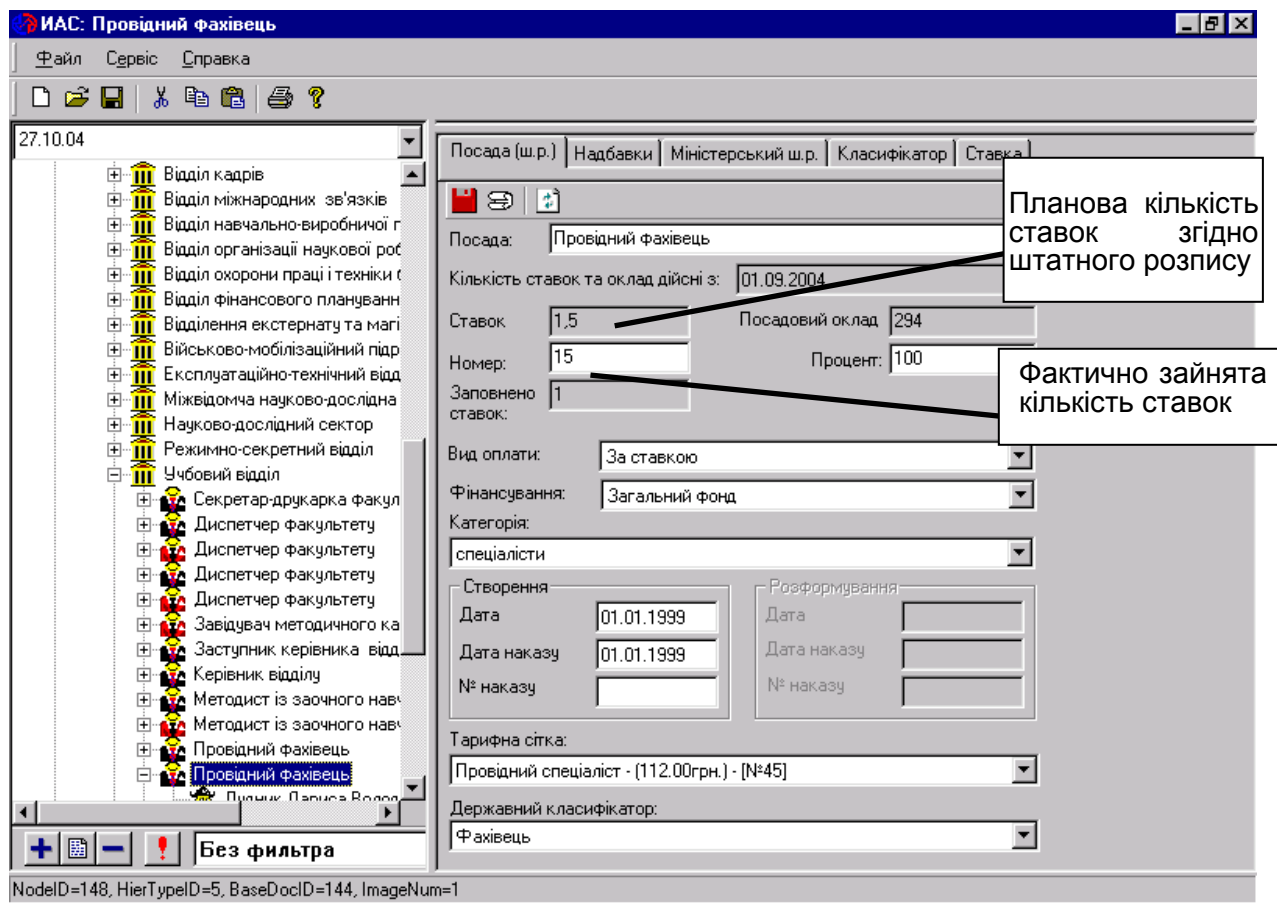 ИАС: Провідний фахівець
Файл Сервіс Справка
27.10.04
Відділ кадрів
Відділ міжнародних зв'язків
Відділ навчально-виробничої г
Відділ організації наукової роб
Відділ охорони праці і техніки б
Відділ фінансового плануванн
Відділення екстернату та магі
Військово-мобілізаційний підр
Експлуатаційно-технічний відд
Міжвідомча науково-дослідна
Науково-дослідний сектор
Режимно-секретний відділ
Учбовий відділ
Секретар-друкарка факул
Диспетчер факультету
Диспетчер факультету
Диспетчер факультету
Диспетчер факультету
Завідувач методичного ка
Заступник керівника відд
Керівник відділу
Методист із заочного навч
Методист із заочного навч
Провідний фахівець
Провідний фахівець
Без фильтра
Посада (ш.р.) Надбавки Міністерський ш.р. Класифікатор Ставка
Посада: Провідний фахівець
Кількість ставок та оклад дійсні з: 01.09.2004
Ставок 1,5 Посадовий оклад 294
Номер: 15 Процент: 100
Заповнено 1
ставок:
Вид оплати: За ставкою
Фінансування: Загальний фонд
Категорія:
спеціалісти
Створення
Дата 01.01.1999
Дата наказу 01.01.1999
№ наказу
Розформування
Дата
Дата наказу
№ наказу
Тарифна сітка:
Провідний спеціаліст - (112.00грн.) - [№45]
Державний класифікатор:
Фахівець
Планова кількість
ставок згідно
штатного розпису
Фактично зайнята
кількість ставок
NodeID=148, HierTypeID=5, BaseDocID=144, ImageNum=1